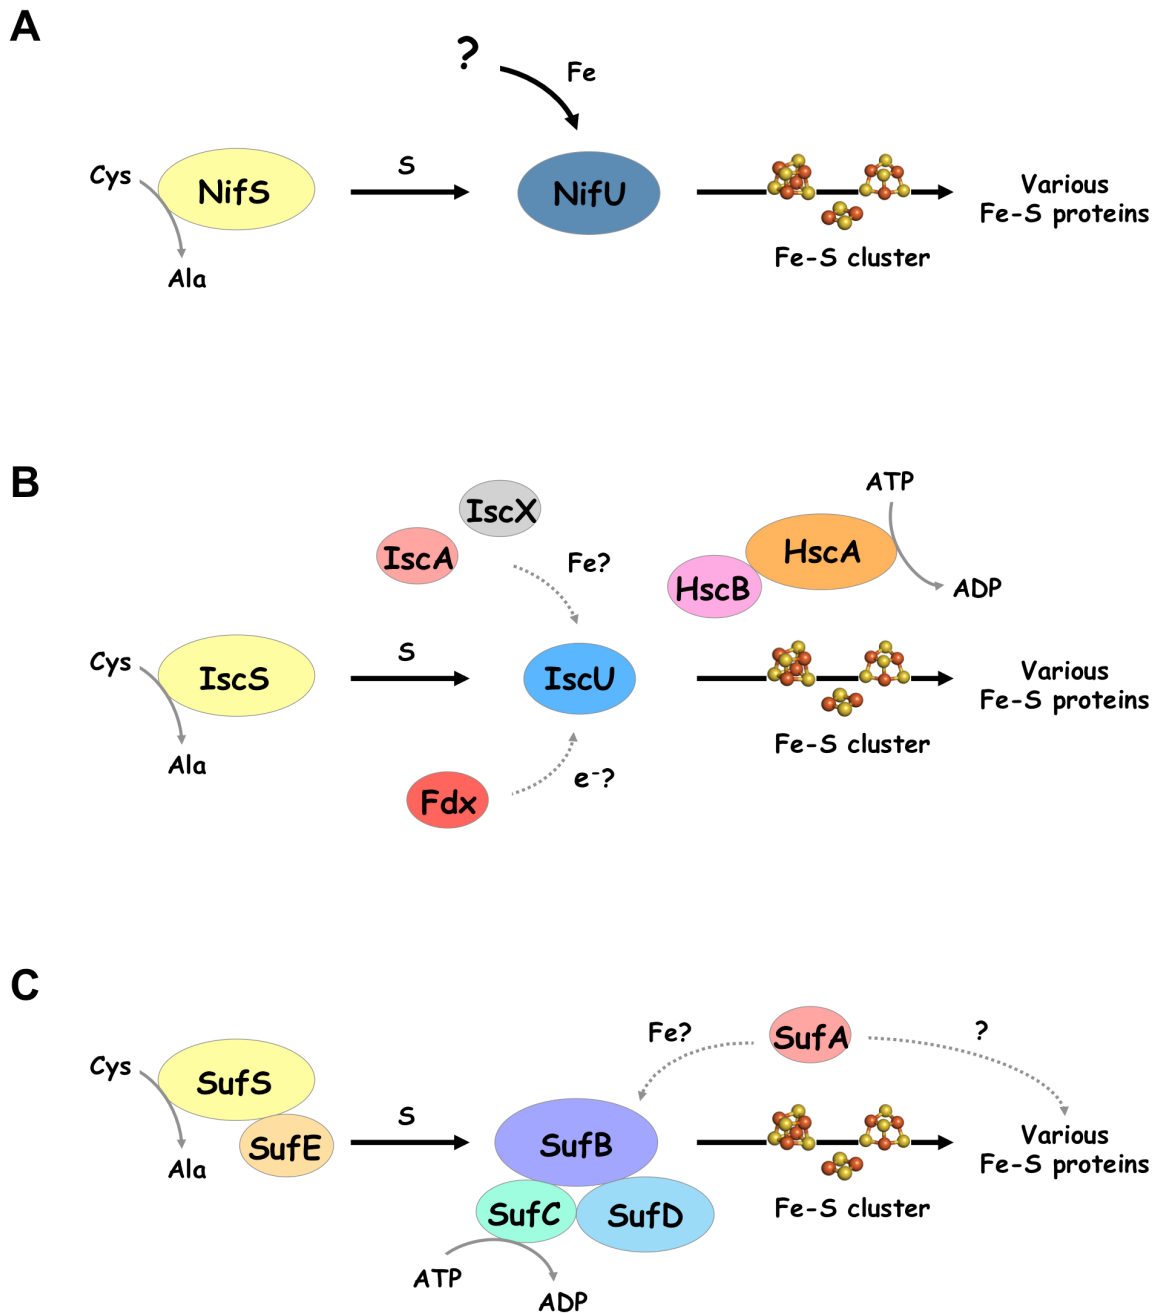 A
?
Fe
Cys
NifS
S
NifU
Various
Fe-S proteins
Ala
Fe-S cluster
B
ATP
IscX
IscA
Fe?
HscA
HscB
ADP
Cys
IscS
S
IscU
Various
Fe-S proteins
Ala
Fe-S cluster
Fdx
e-?
C
Fe?
SufA
?
Cys
SufS
S
SufB
Various
Fe-S proteins
Ala
SufE
SufC
SufD
Fe-S cluster
ATP
ADP